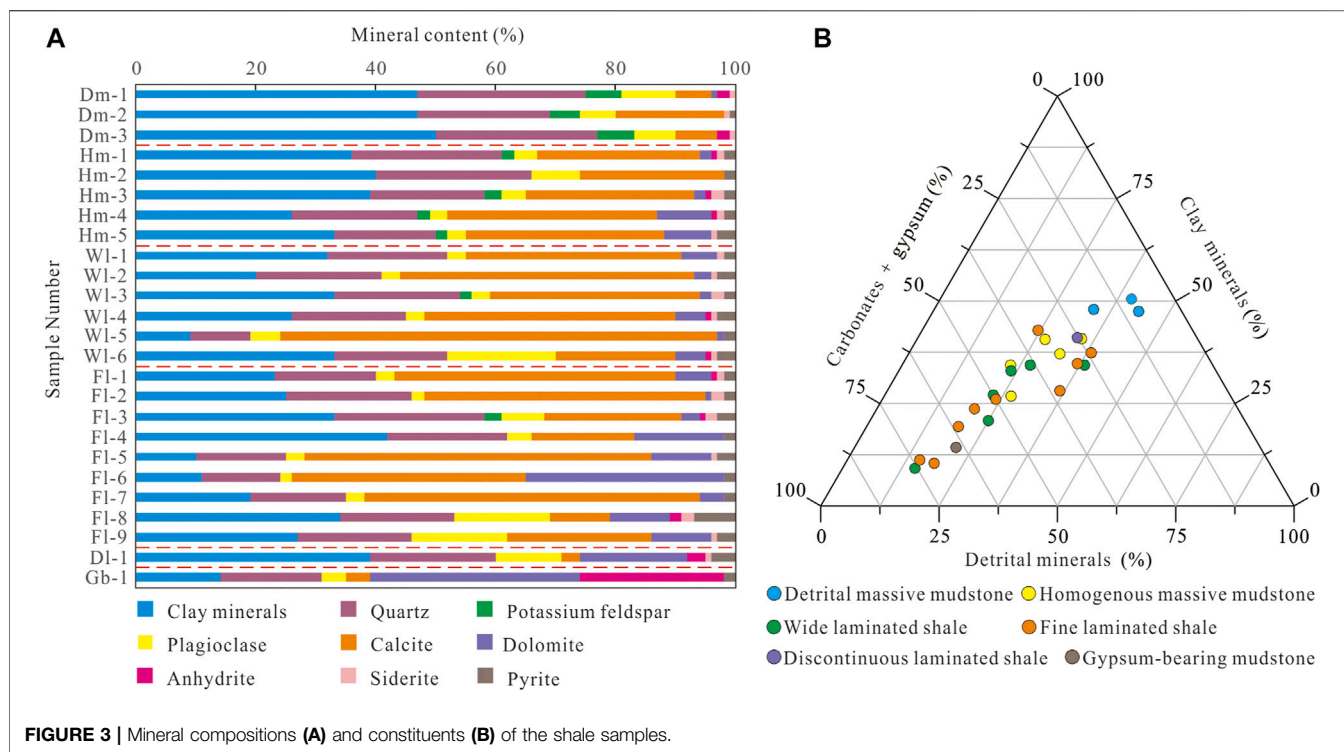 A
Mineral content (%)
0 20 40 60 80 100
Sample Number
Dm-1
Dm-2
Dm-3
Hm-1
Hm-2
Hm-3
Hm-4
Hm-5
Wl-1
Wl-2
Wl-3
Wl-4
Wl-5
Wl-6
Fl-1
Fl-2
Fl-3
Fl-4
Fl-5
Fl-6
Fl-7
Fl-8
Fl-9
Dl-1
Gb-1
Clay minerals Quartz Potassium feldspar
Plagioclase Calcite Dolomite
Anhydrite Siderite Pyrite
B
0 100
25 75
Carbonates + gypsum (%)
Clay minerals (%)
50 50
75 25
100 0
0 25 50 75 100
Detrital minerals (%)
Detrital massive mudstone Homogenous massive mudstone
Wide laminated shale Fine laminated shale
Discontinuous laminated shale Gypsum-bearing mudstone
FIGURE 3 | Mineral compositions (A) and constituents (B) of the shale samples.